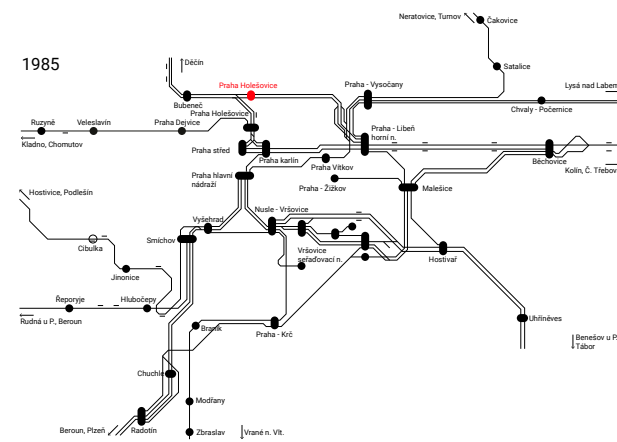 1985
Neratovice, Turnov
Čakovice
Satalice
Děčín
Praha Holešovice
Bubeneč
Praha - Vysočany
Lysá nad Labem
Chvaly - Počernice
Ruzyně
Veleslavín
Praha Dejvice
Praha Holešovice
Kladno, Chomutov
Praha střed
Praha karlín
Praha - Libeň
horní n.
Praha Vítkov
Běchovice
Kolín, Č. Třebov
Praha hlavní
nádraží
Praha - Žižkov
Malešice
Hostivice, Podlešín
Cibulka
Jinonice
Vyšehrad
Smíchov
Nusle - Vršovice
Vršovice
seřaďovací n.
Hostivař
Řeporyje
Hlubočepy
Rudná u P., Beroun
Braník
Praha - Krč
Uhříněves
Benešov u P.
Tábor
Chuchle
Modřany
Radotín
Beroun, Plzeň
Zbraslav
Vrané n. Vlt.